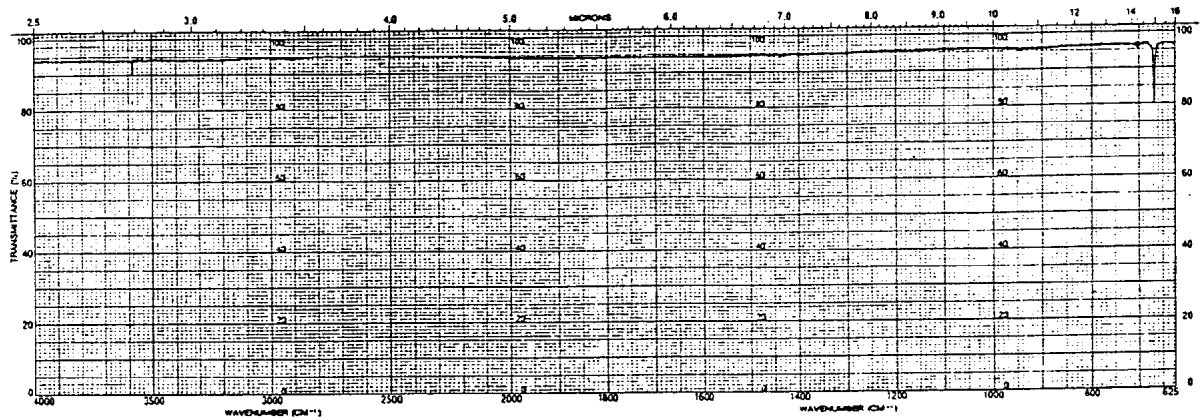 2.5 3.0 4.0 5.0 MICRONS 6.0 7.0 8.0 9.0 10 12 14 16
100 100 100 100 100 100
80 80 80 80 80 80
60 60 60 60 60 60
TRANSMITTANCE (%)
40 40 40 40 40 40
20 20 20 20 20 20
0 0 0 0 0 0
4000 3500 3000 2500 2000 1800 1600 1400 1200 1000 800 625
WAVENUMBER (CM⁻¹) WAVENUMBER (CM⁻¹)